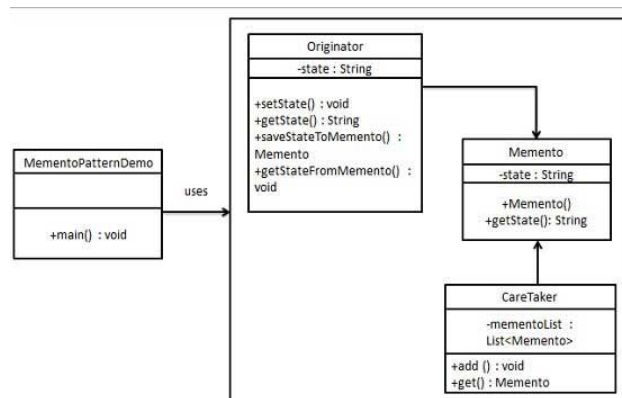 Originator
-state : String
+setState() : void
+getState() : String
+saveStateToMemento() :
Memento
+getStateFromMemento() :
void
MementoPatternDemo
+main() : void
uses
Memento
-state : String
+Memento()
+getState(): String
CareTaker
-mementoList :
List<Memento>
+add () : void
+get() : Memento